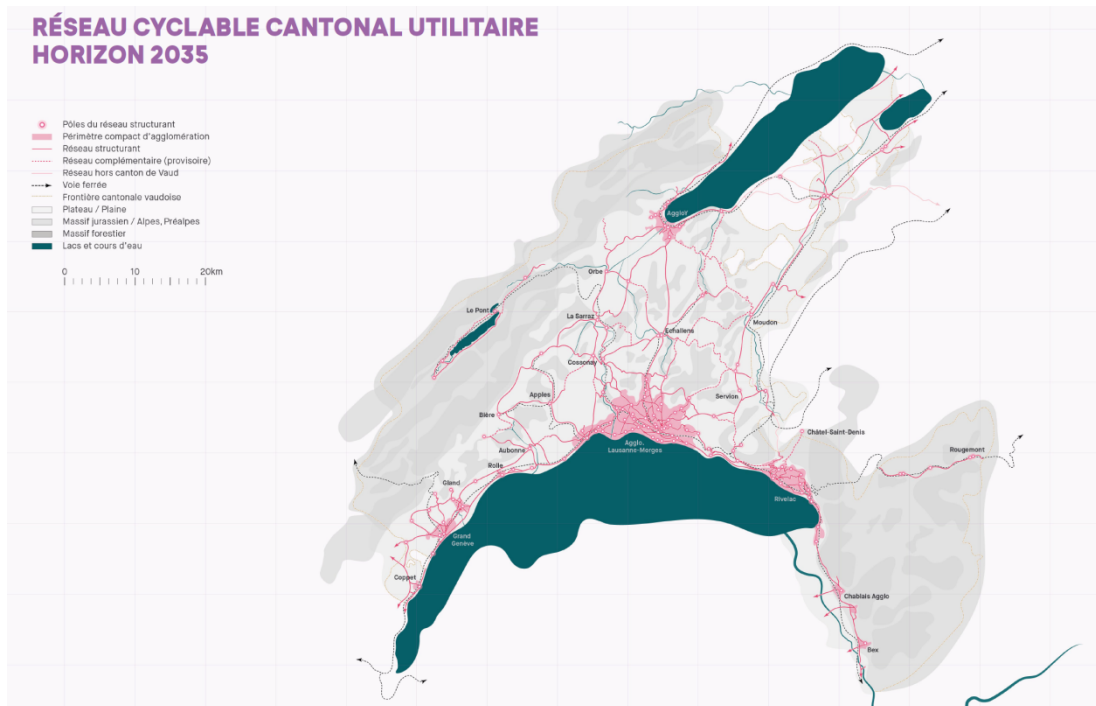 RÉSEAU CYCLABLE CANTONAL UTILITAIRE
HORIZON 2035
Pôles du réseau structurant
Périmètre compact d'agglomération
Réseau structurant
Réseau complémentaire (provisoire)
Réseau hors canton de Vaud
Voie ferrée
Frontière cantonale vaudoise
Plateau / Plaine
Massif jurassien / Alpes, Préalpes
Massif forestier
Lacs et cours d'eau
0 10 20km
AggloY
Orbe
Le Pont
La Sarraz
Echallens
Moudon
Cossonay
Apples
Servion
Bière
Châtel-Saint-Denis
Agglo.
Lausanne-Morges
Aubonne
Rougemont
Rolle
Gland
Rivelac
Grand
Genève
Coppet
Chablais Agglo
Bex